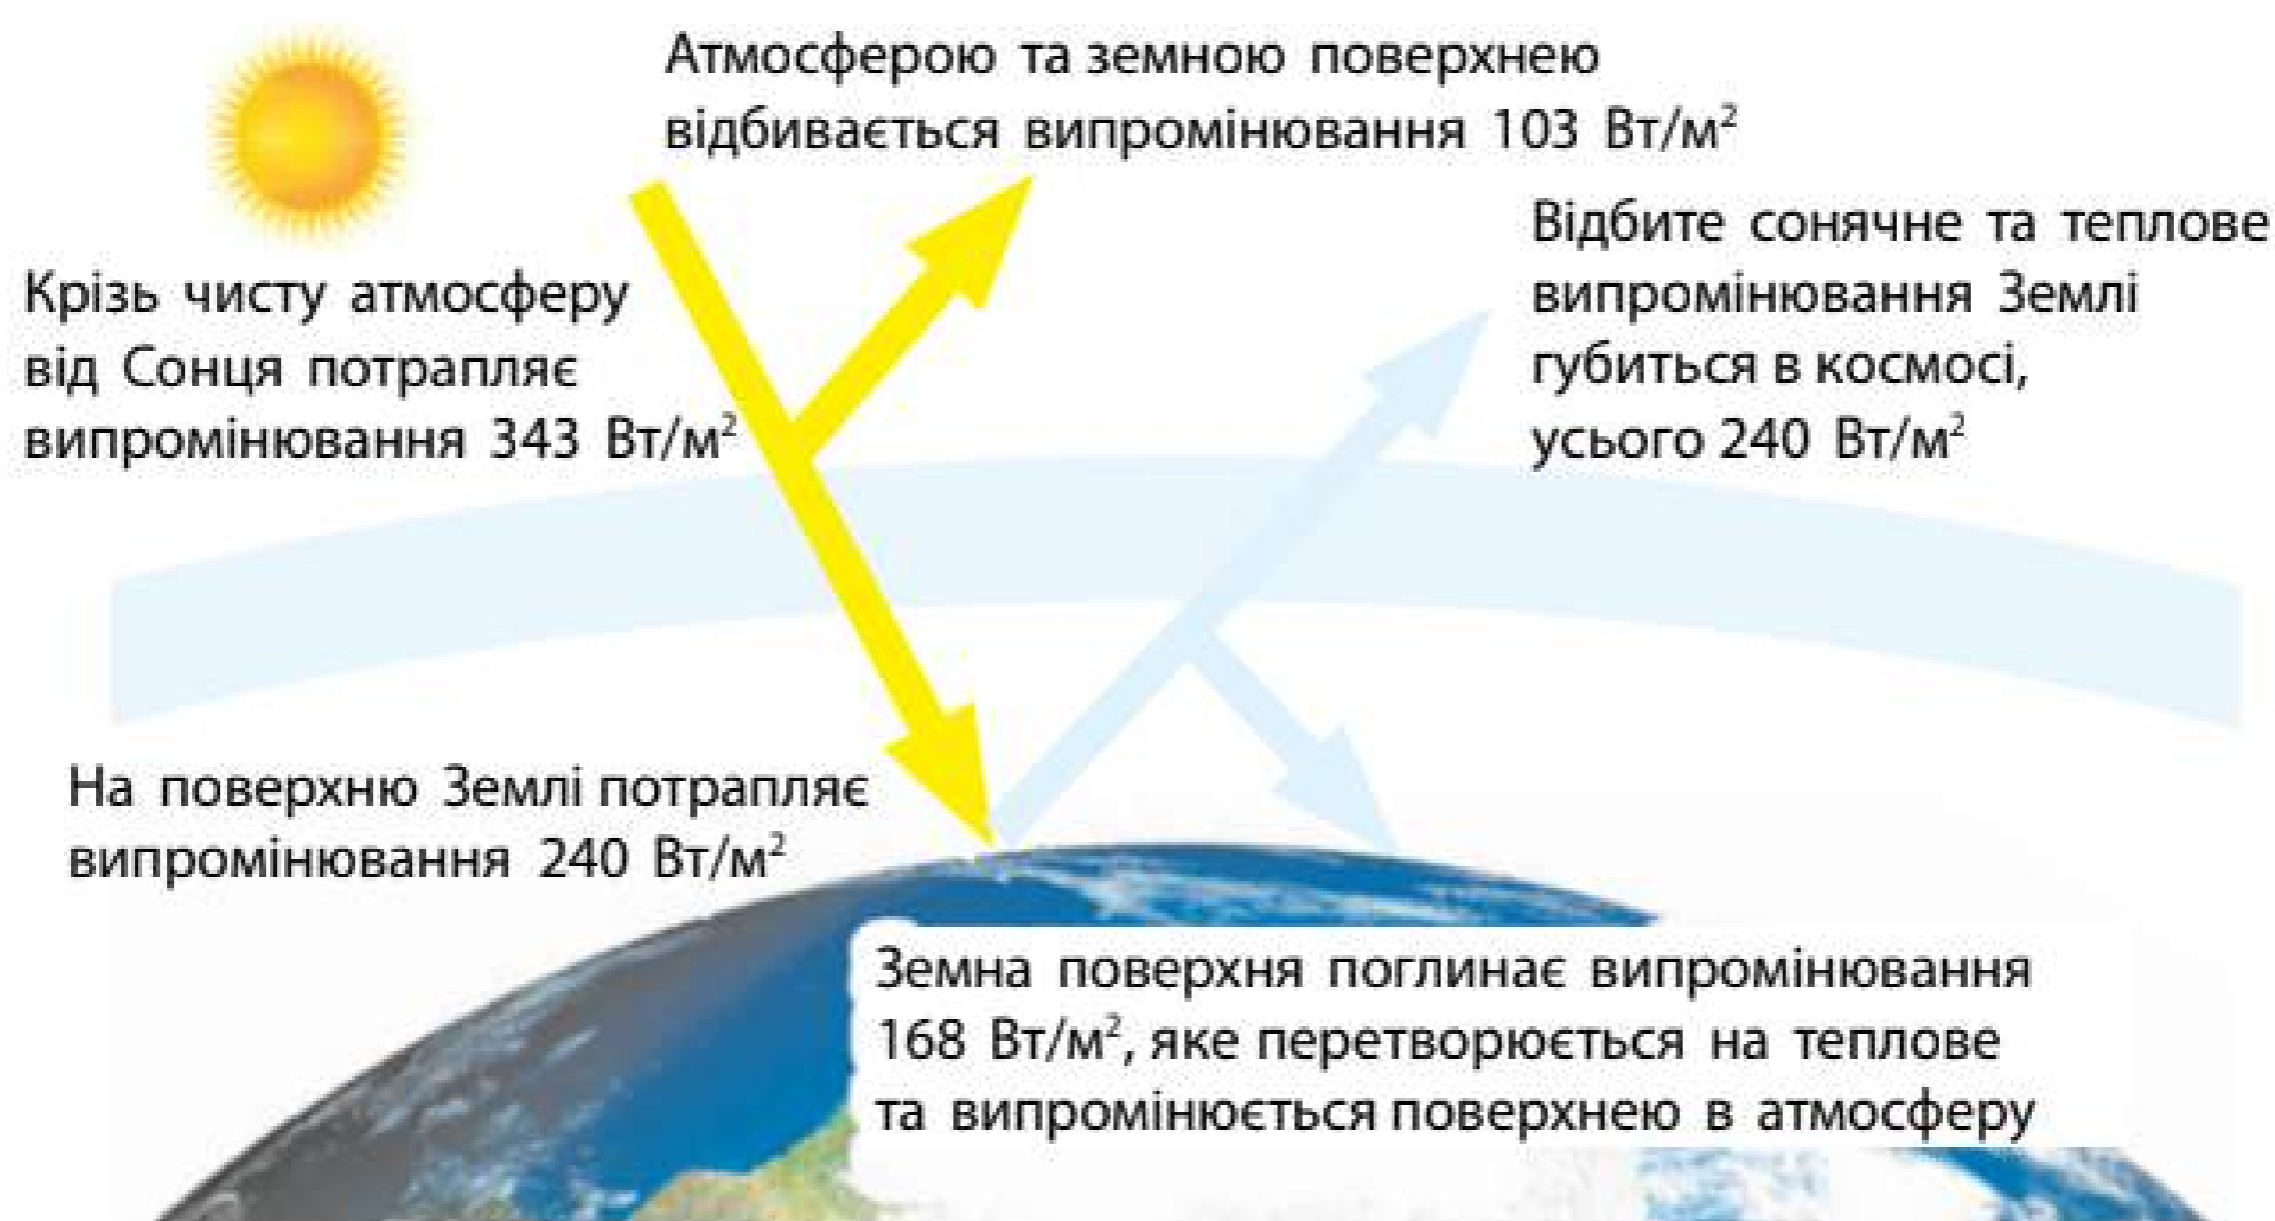 Атмосферою та земною поверхнею
відбивається випромінювання 103 Вт/м²
Крізь чисту атмосферу
від Сонця потрапляє
випромінювання 343 Вт/м²
Відбите сонячне та теплове
випромінювання Землі
губиться в космосі,
усього 240 Вт/м²
На поверхню Землі потрапляє
випромінювання 240 Вт/м²
Земна поверхня поглинає випромінювання
168 Вт/м², яке перетворюється на теплове
та випромінюється поверхнею в атмосферу